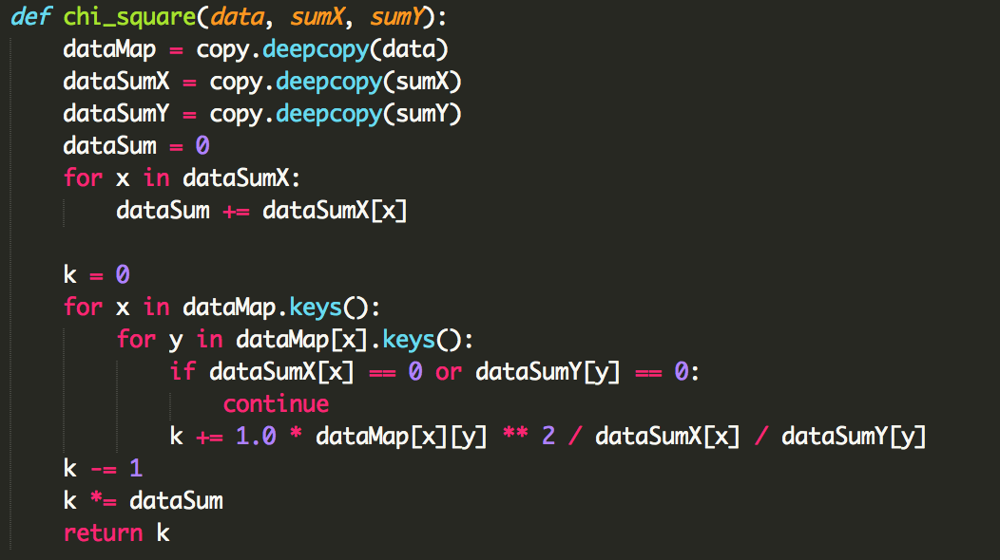 def chi_square(data, sumX, sumY):
    dataMap = copy.deepcopy(data)
    dataSumX = copy.deepcopy(sumX)
    dataSumY = copy.deepcopy(sumY)
    dataSum = 0
    for x in dataSumX:
        dataSum += dataSumX[x]

    k = 0
    for x in dataMap.keys():
        for y in dataMap[x].keys():
            if dataSumX[x] == 0 or dataSumY[y] == 0:
                continue
            k += 1.0 * dataMap[x][y] ** 2 / dataSumX[x] / dataSumY[y]
    k -= 1
    k *= dataSum
    return k